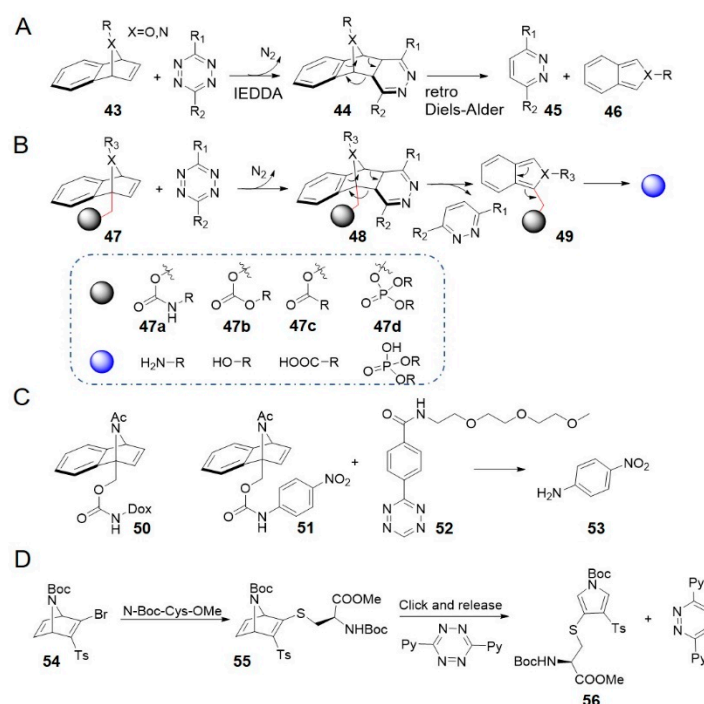 A
R
X=O,N
X
43
+
R₁
N=N
N=N
R₂
N₂
IEDDA
R
X
R₁
N
N
R₂
44
retro
Diels-Alder
R₁
N
N
R₂
45
+
X-R
46
B
R₃
X
47
+
R₁
N=N
N=N
R₂
N₂
R₃
X
R₁
N
N
R₂
48
R₂
R₁
N=N
X-R₃
49
O
O
N
H
R
47a
O
O
O
R
47b
O
O
R
47c
O
O=P
OR
OR
47d
H₂N-R
HO-R
HOOC-R
OH
O=P
OR
OR
C
Ac
N
O
O
N
H
Dox
50
Ac
N
O
O
N
H
NO₂
51
+
O
H
N
O
O
O
N
N
N=N
52
H₂N
NO₂
53
D
Boc
N
Br
Ts
54
N-Boc-Cys-OMe
Boc
N
S
COOMe
NHBoc
Ts
55
Click and release
N=N
Py
Py
N=N
Boc
N
S
Ts
BocHN
COOMe
56
+
Py
N
N
Py